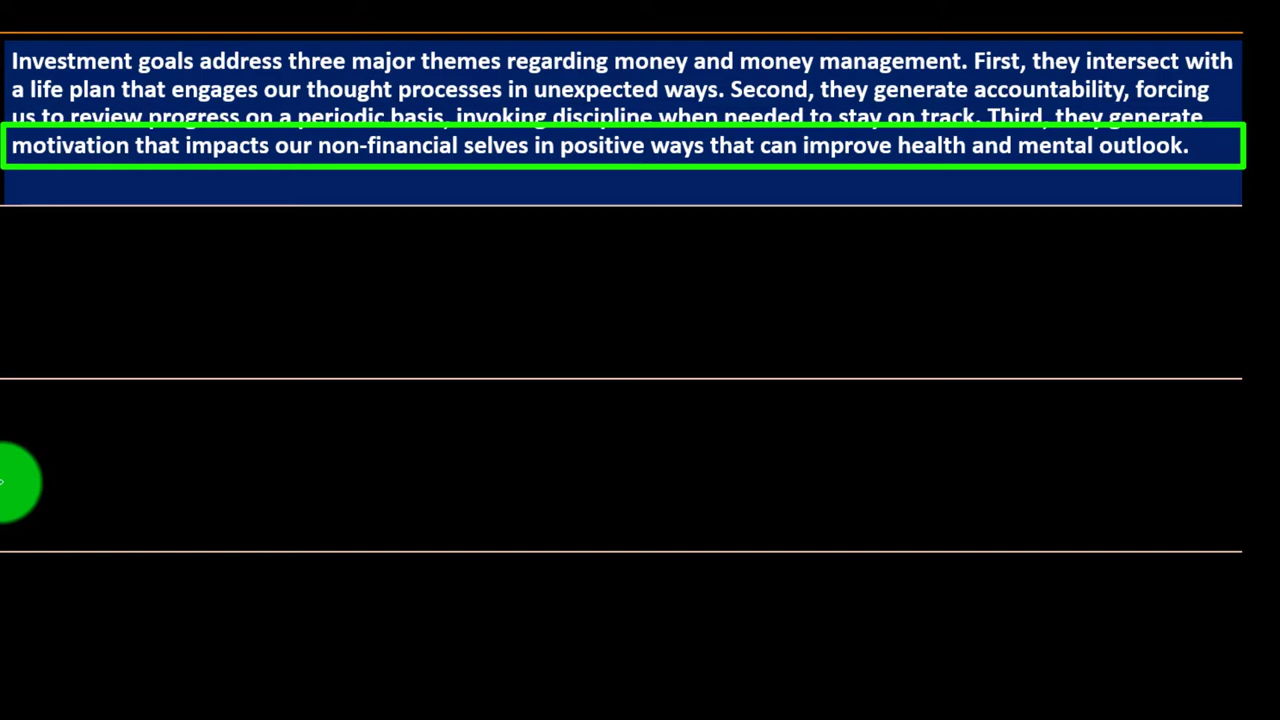 Investment goals address three major themes regarding money and money management. First, they intersect with
a life plan that engages our thought processes in unexpected ways. Second, they generate accountability, forcing
us to review progress on a periodic basis, invoking discipline when needed to stay on track. Third, they generate
motivation that impacts our non-financial selves in positive ways that can improve health and mental outlook.